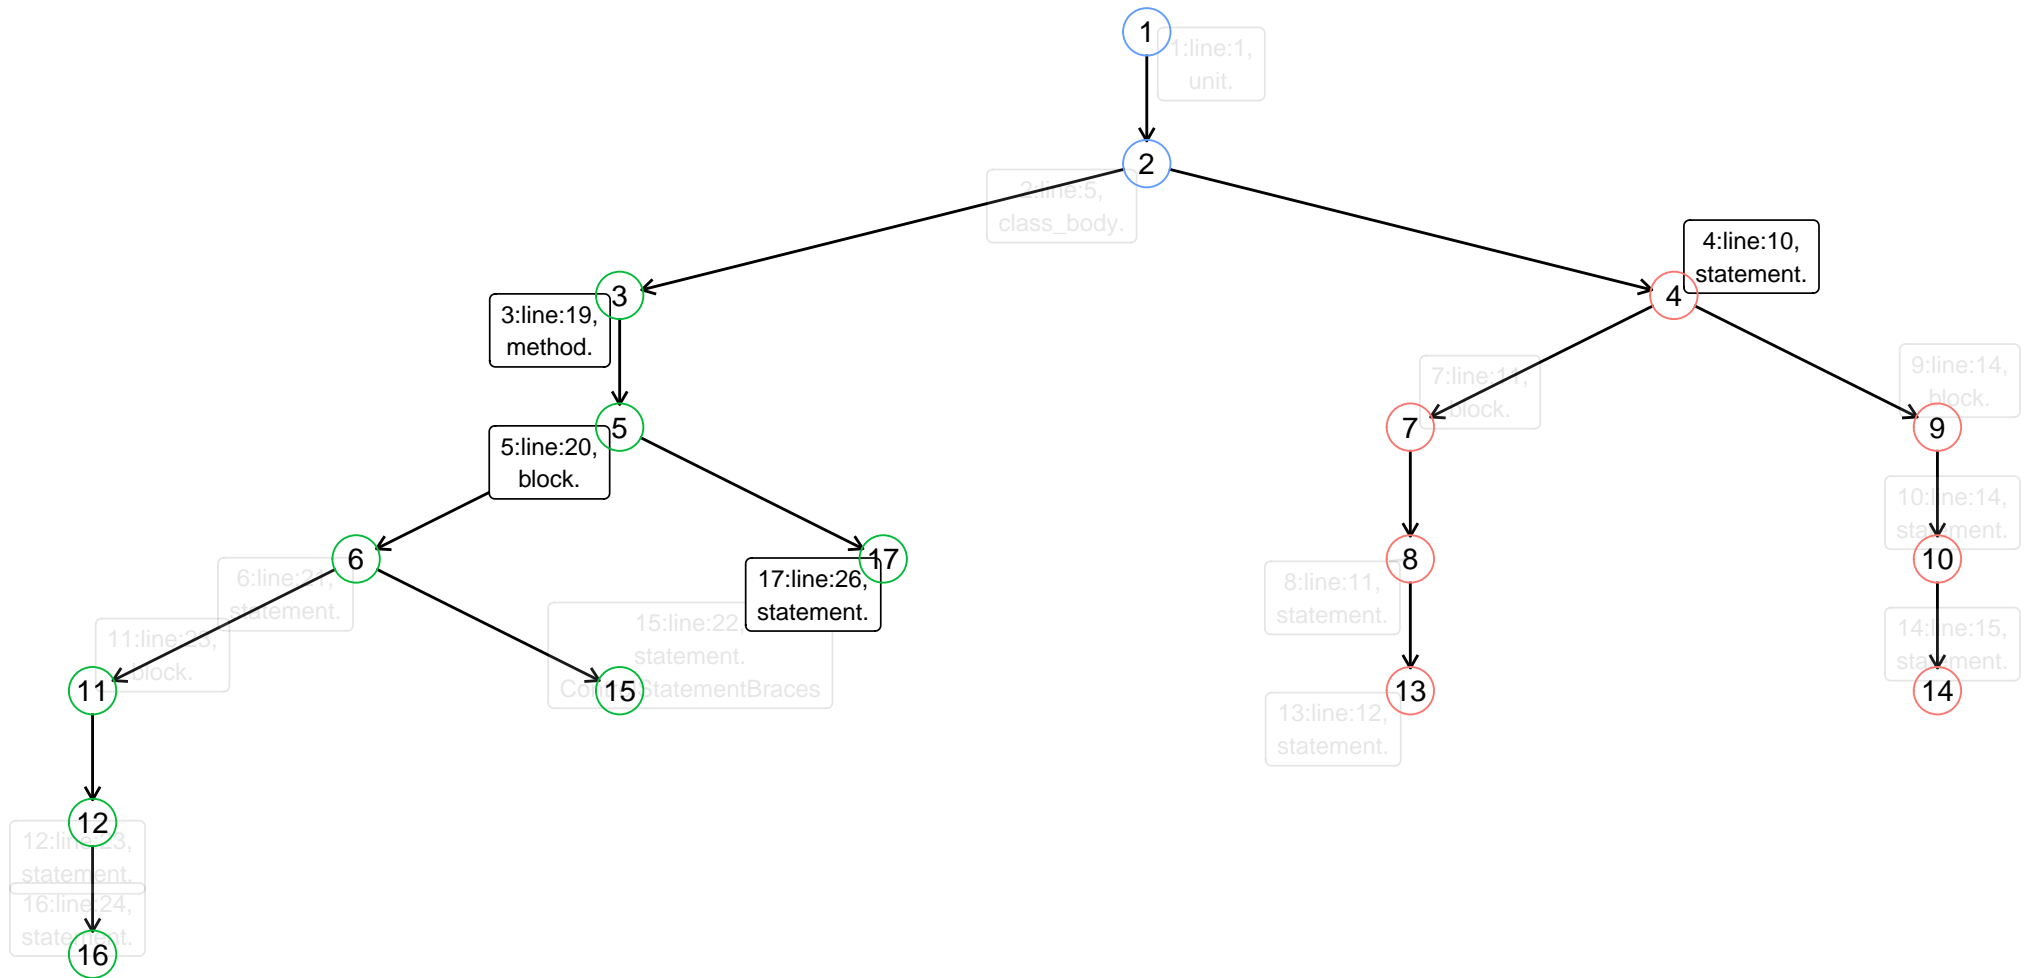 1
1:line:1,
unit.
2
2:line:5,
class_body.
4:line:10,
statement.
3
4
3:line:19,
method.
7:line:11,
block.
9:line:14,
block.
5
7
9
5:line:20,
block.
10:line:14,
statement.
6
17
8
10
6:line:21,
statement.
17:line:26,
statement.
8:line:11,
statement.
11:line:23,
block.
15:line:22,
statement.
ControlStatementBraces
14:line:15,
statement.
11
15
13
14
13:line:12,
statement.
12
12:line:23,
statement.
16:line:24,
statement.
16